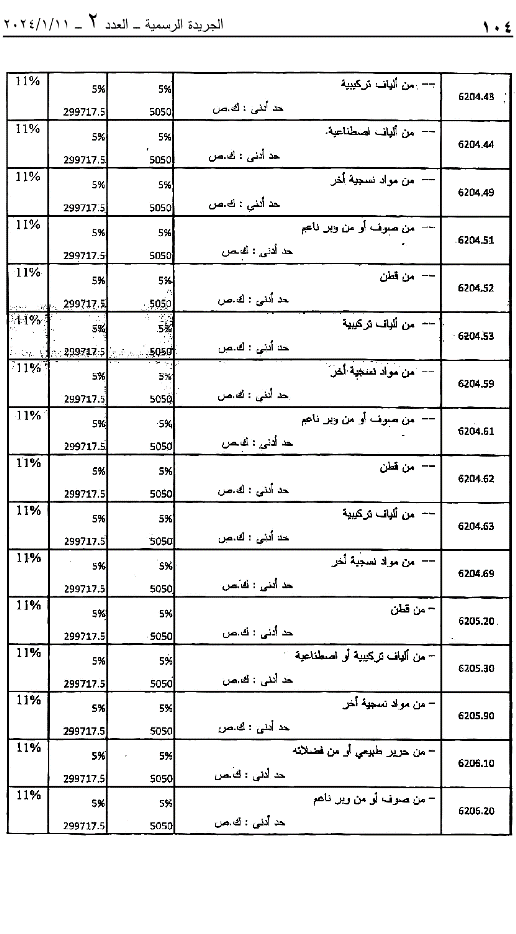 ١٠٤ الجريدة الرسمية ــ العدد ٢ ــ ٢٠٢٤/١/١١
6204.43 -- من ألياف تركيبية 5% 5% 11%
حد أدنى : ك.ص 5050 299717.5
6204.44 -- من ألياف اصطناعية 5% 5% 11%
حد أدنى : ك.ص 5050 299717.5
6204.49 -- من مواد نسجية أخر 5% 5% 11%
حد أدنى : ك.ص 5050 299717.5
6204.51 -- من صوف أو من وبر ناعم 5% 5% 11%
حد أدنى : ك.ص 5050 299717.5
6204.52 -- من قطن 5% 5% 11%
حد أدنى : ك.ص 5050 299717.5
6204.53 -- من ألياف تركيبية 5% 5% 11%
حد أدنى : ك.ص 5050 299717.5
6204.59 -- من مواد نسجية أخر 5% 5% 11%
حد أدنى : ك.ص 5050 299717.5
6204.61 -- من صوف أو من وبر ناعم 5% 5% 11%
حد أدنى : ك.ص 5050 299717.5
6204.62 -- من قطن 5% 5% 11%
حد أدنى : ك.ص 5050 299717.5
6204.63 -- من ألياف تركيبية 5% 5% 11%
حد أدنى : ك.ص 5050 299717.5
6204.69 -- من مواد نسجية أخر 5% 5% 11%
حد أدنى : ك.ص 5050 299717.5
6205.20 - من قطن 5% 5% 11%
حد أدنى : ك.ص 5050 299717.5
6205.30 - من ألياف تركيبية أو اصطناعية 5% 5% 11%
حد أدنى : ك.ص 5050 299717.5
6205.90 - من مواد نسجية أخر 5% 5% 11%
حد أدنى : ك.ص 5050 299717.5
6206.10 - من حرير طبيعي أو من فضلاته 5% 5% 11%
حد أدنى : ك.ص 5050 299717.5
6206.20 - من صوف أو من وبر ناعم 5% 5% 11%
حد أدنى : ك.ص 5050 299717.5